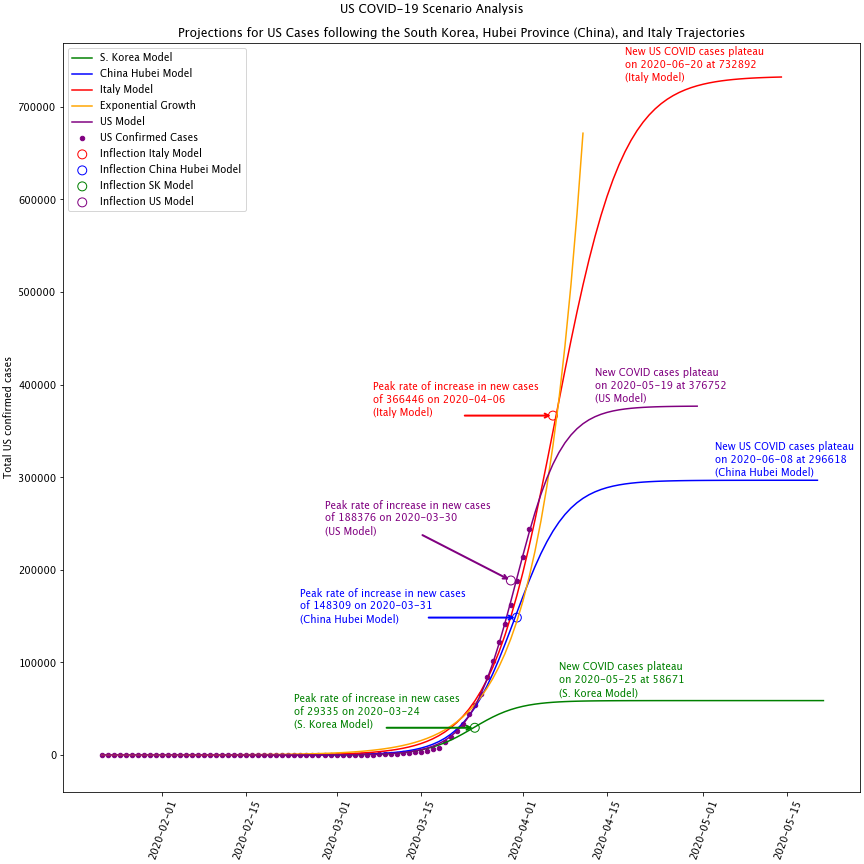 US COVID-19 Scenario Analysis
Projections for US Cases following the South Korea, Hubei Province (China), and Italy Trajectories
S. Korea Model
China Hubei Model
Italy Model
Exponential Growth
US Model
US Confirmed Cases
Inflection Italy Model
Inflection China Hubei Model
Inflection SK Model
Inflection US Model
New US COVID cases plateau
on 2020-06-20 at 732892
(Italy Model)
Peak rate of increase in new cases
of 366446 on 2020-04-06
(Italy Model)
New COVID cases plateau
on 2020-05-19 at 376752
(US Model)
New US COVID cases plateau
on 2020-06-08 at 296618
(China Hubei Model)
Peak rate of increase in new cases
of 188376 on 2020-03-30
(US Model)
Peak rate of increase in new cases
of 148309 on 2020-03-31
(China Hubei Model)
New COVID cases plateau
on 2020-05-25 at 58671
(S. Korea Model)
Peak rate of increase in new cases
of 29335 on 2020-03-24
(S. Korea Model)
Total US confirmed cases
700000
600000
500000
400000
300000
200000
100000
0
2020-02-01
2020-02-15
2020-03-01
2020-03-15
2020-04-01
2020-04-15
2020-05-01
2020-05-15